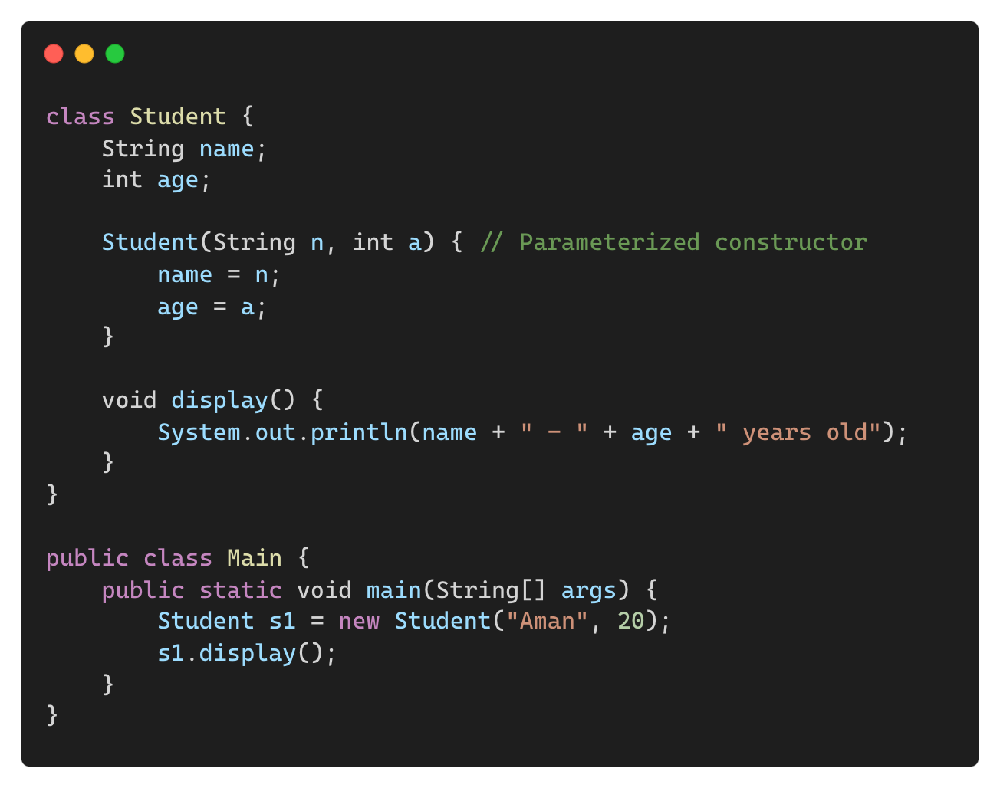 class Student {
    String name;
    int age;

    Student(String n, int a) { // Parameterized constructor
        name = n;
        age = a;
    }

    void display() {
        System.out.println(name + " - " + age + " years old");
    }
}

public class Main {
    public static void main(String[] args) {
        Student s1 = new Student("Aman", 20);
        s1.display();
    }
}